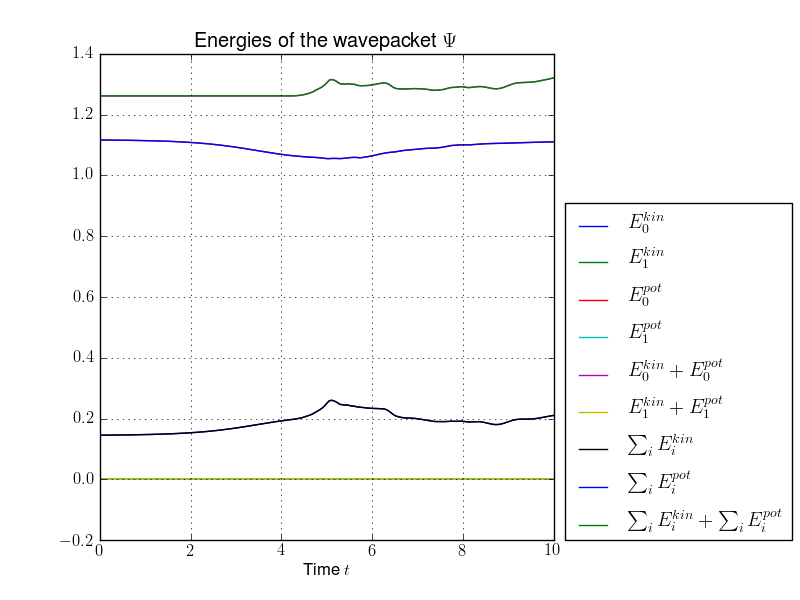 Energies of the wavepacket Ψ
1.4
1.2
1.0
0.8
0.6
0.4
0.2
0.0
−0.2
0 2 4 6 8 10
Time t
E_0^{kin}
E_1^{kin}
E_0^{pot}
E_1^{pot}
E_0^{kin} + E_0^{pot}
E_1^{kin} + E_1^{pot}
∑_i E_i^{kin}
∑_i E_i^{pot}
∑_i E_i^{kin} + ∑_i E_i^{pot}